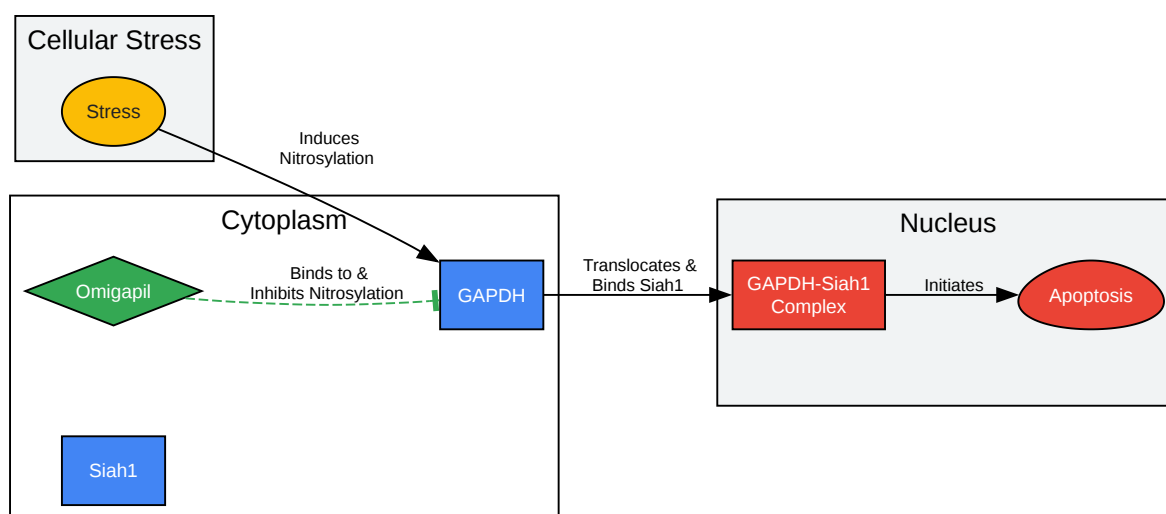 Cellular Stress
Stress
Induces
Nitrosylation
Cytoplasm
Omigapil
Binds to &
Inhibits Nitrosylation
GAPDH
Translocates &
Binds Siah1
Nucleus
GAPDH-Siah1
Complex
Initiates
Apoptosis
Siah1